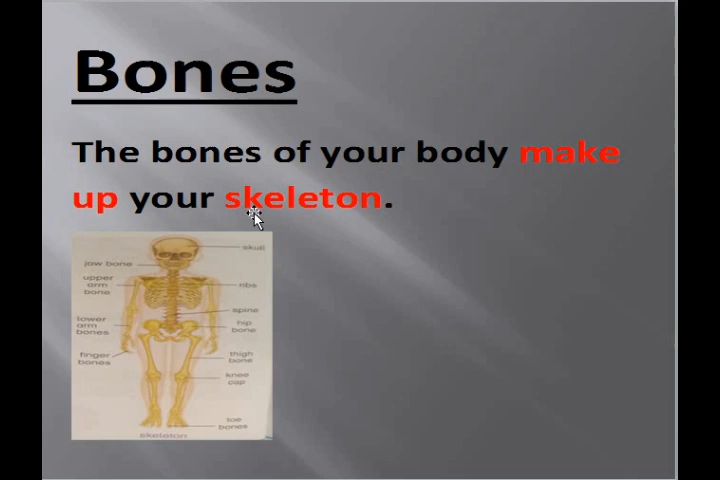 Bones
The bones of your body make
up your skeleton.
skull
jaw bone
upper
arm
bone
ribs
spine
lower
arm
bones
hip
bone
finger
bones
thigh
bone
knee
cap
toe
bones
skeleton